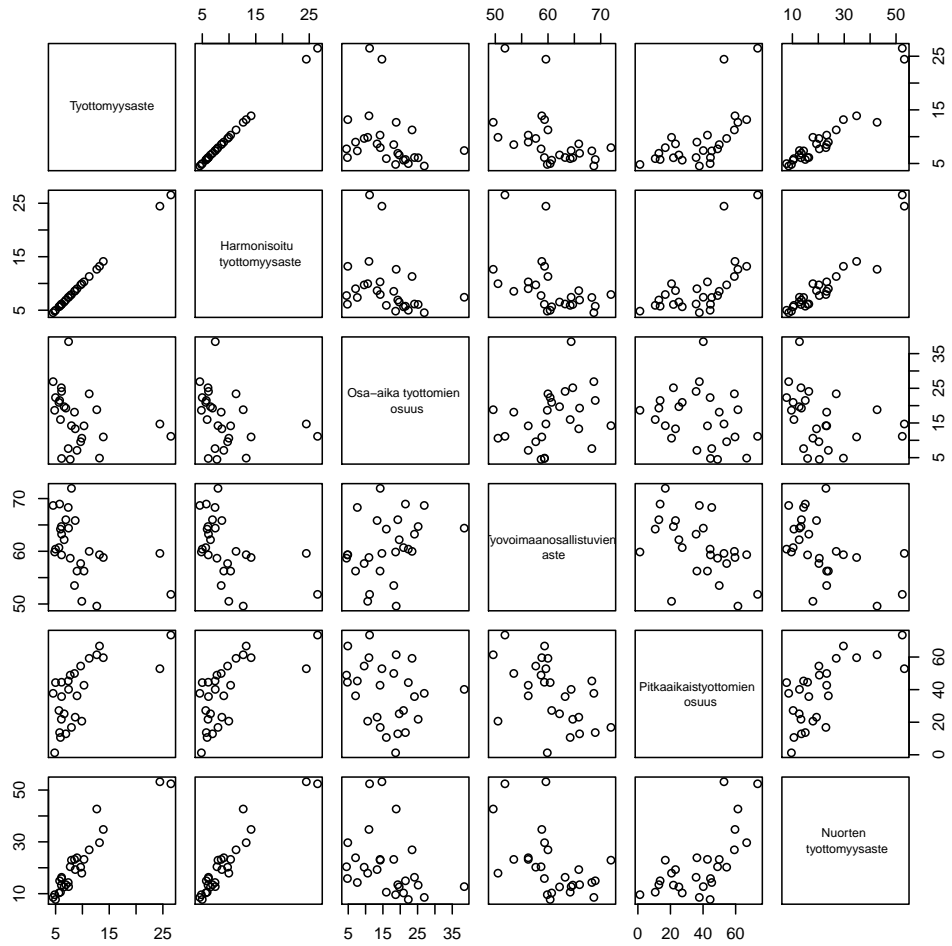 5 15 25
50 60 70
10 30 50
Tyottomyysaste
5 15 25
5 15 25
Harmonisoitu
tyottomyysaste
Osa−aika tyottomien
osuus
5 15 25 35
50 60 70
Tyovoimaanosallistuvien
aste
Pitkaaikaistyottomien
osuus
0 20 40 60
10 30 50
Nuorten
tyottomyysaste
5 15 25
5 15 25 35
0 20 40 60